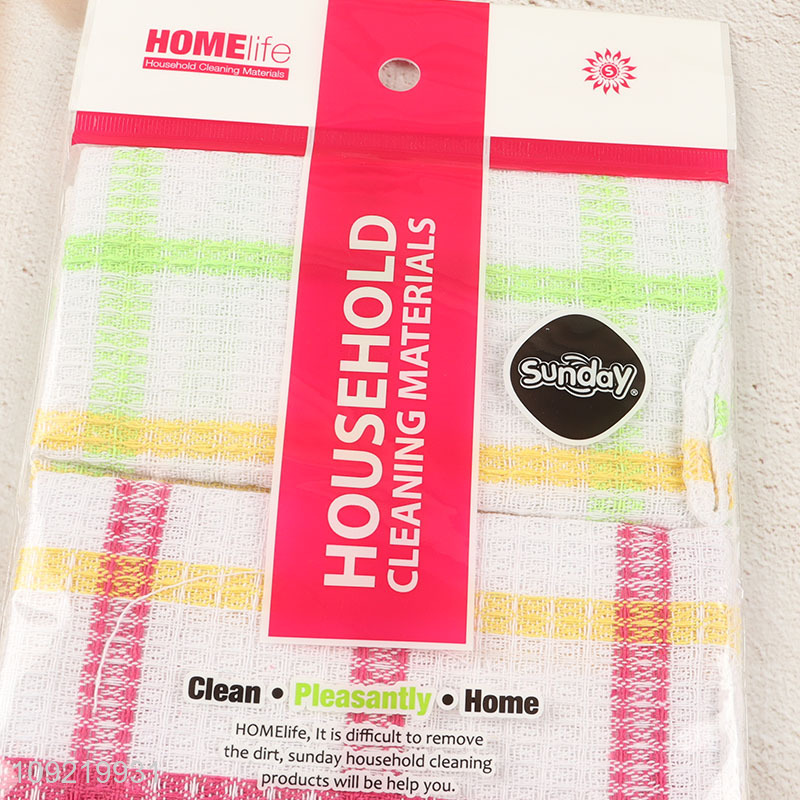 HOMElife
Household Cleaning Materials
S
HOUSEHOLD
CLEANING MATERIALS
Sunday®
Clean • Pleasantly • Home
HOMElife, It is difficult to remove
the dirt, sunday household cleaning
products will be help you.